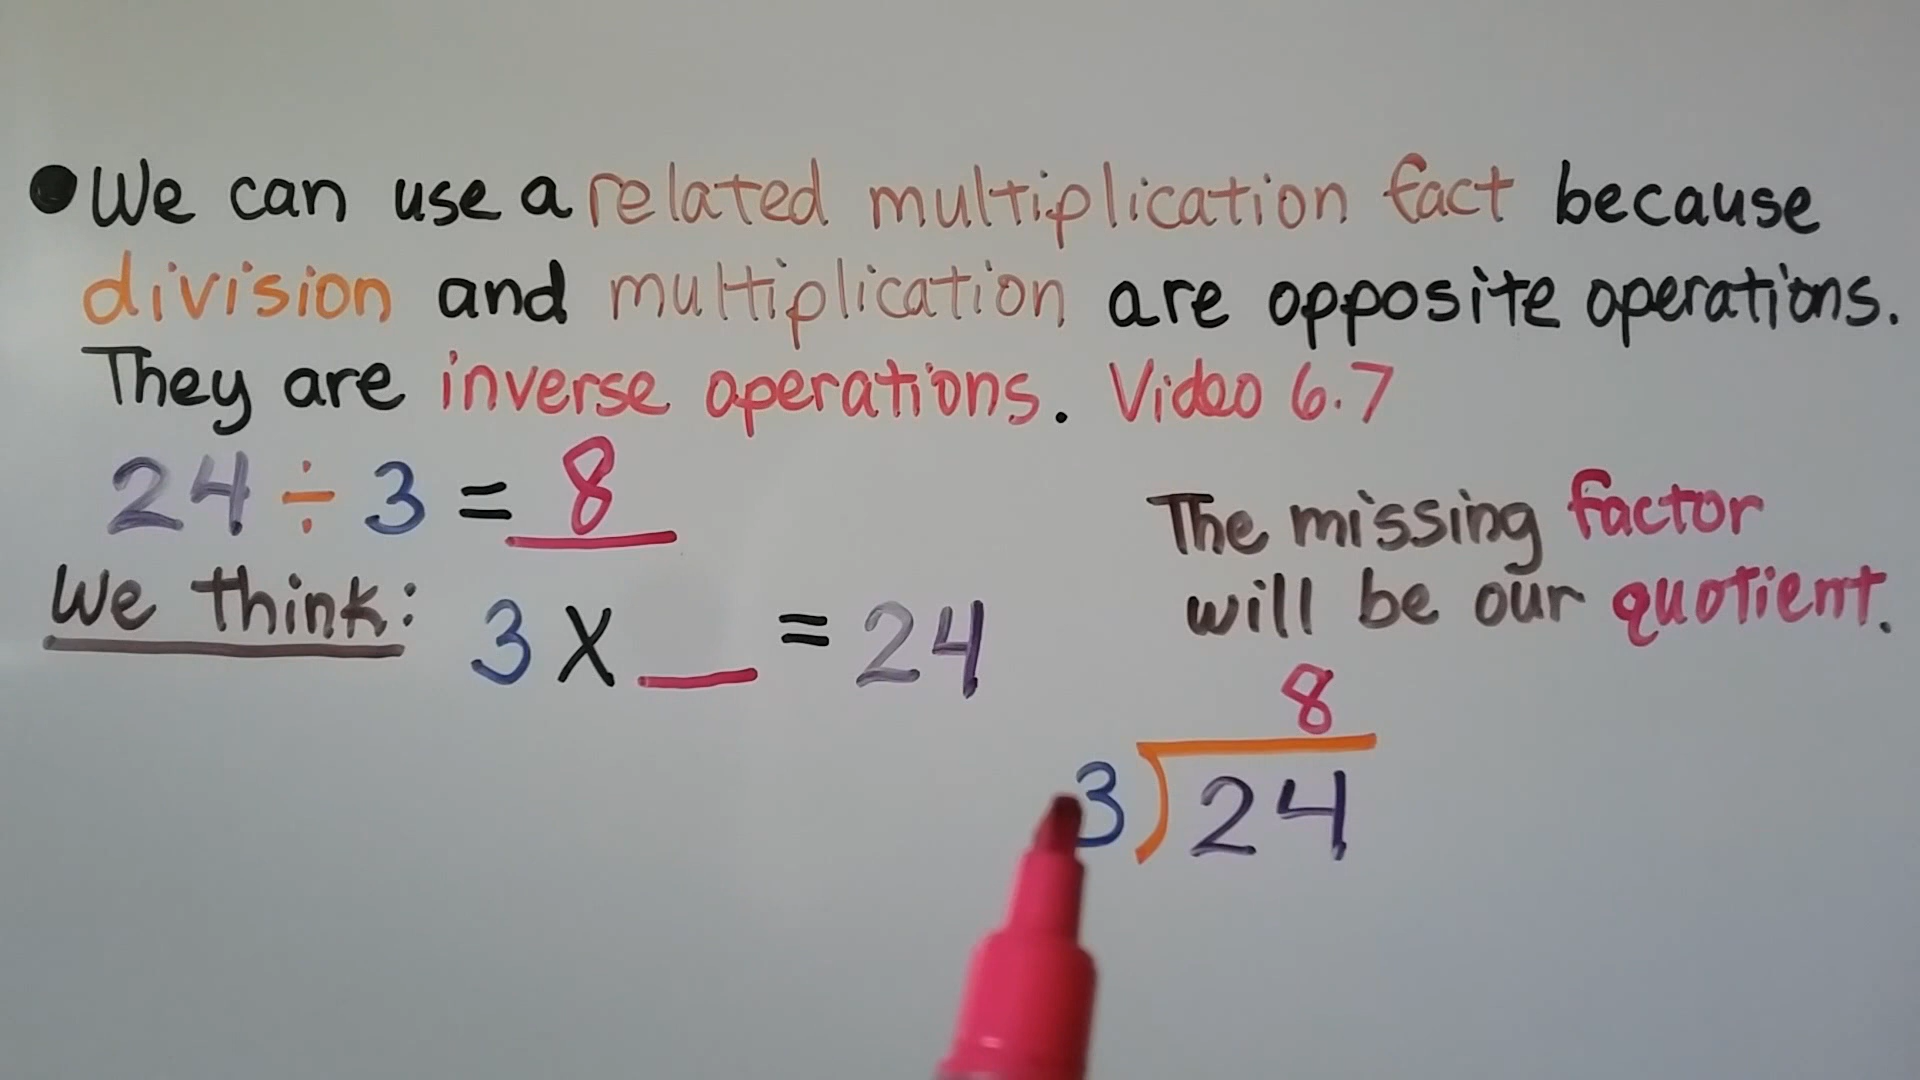 ●We can use a related multiplication fact because
division and multiplication are opposite operations.
They are inverse operations. Video 6.7
24 ÷ 3 = 8
We think: 3 X __ = 24
The missing factor
will be our quotient.
8
3)24